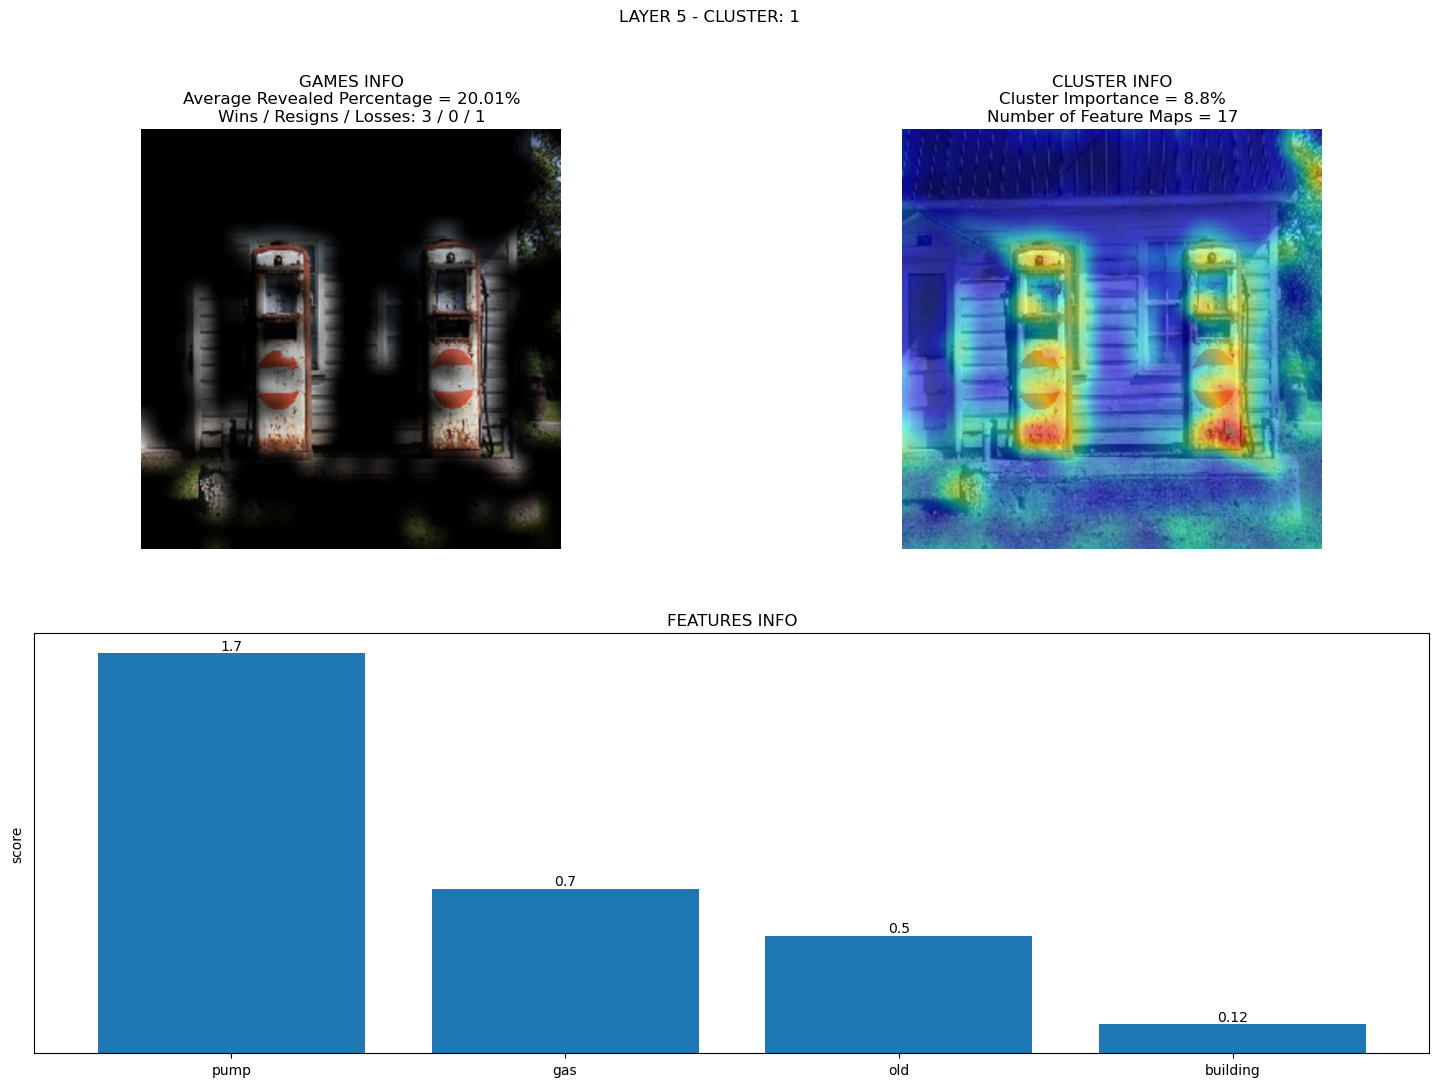 LAYER 5 - CLUSTER: 1
GAMES INFO
Average Revealed Percentage = 20.01%
Wins / Resigns / Losses: 3 / 0 / 1
CLUSTER INFO
Cluster Importance = 8.8%
Number of Feature Maps = 17
FEATURES INFO
score
1.7
0.7
0.5
0.12
pump
gas
old
building